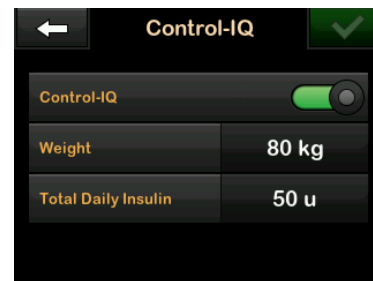 Control-IQ
Control-IQ
Weight 80 kg
Total Daily Insulin 50 u